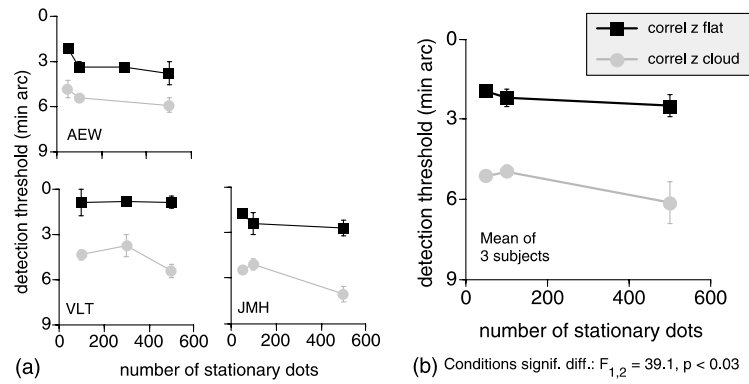 0
3
6
9
detection threshold (min arc)
AEW
0
3
6
9
VLT
JMH
0 200 400 600
0 200 400 600
(a) number of stationary dots
correl z flat
correl z cloud
0
3
6
9
detection threshold (min arc)
Mean of
3 subjects
0 200 400 600
number of stationary dots
(b) Conditions signif. diff.: F1,2 = 39.1, p < 0.03